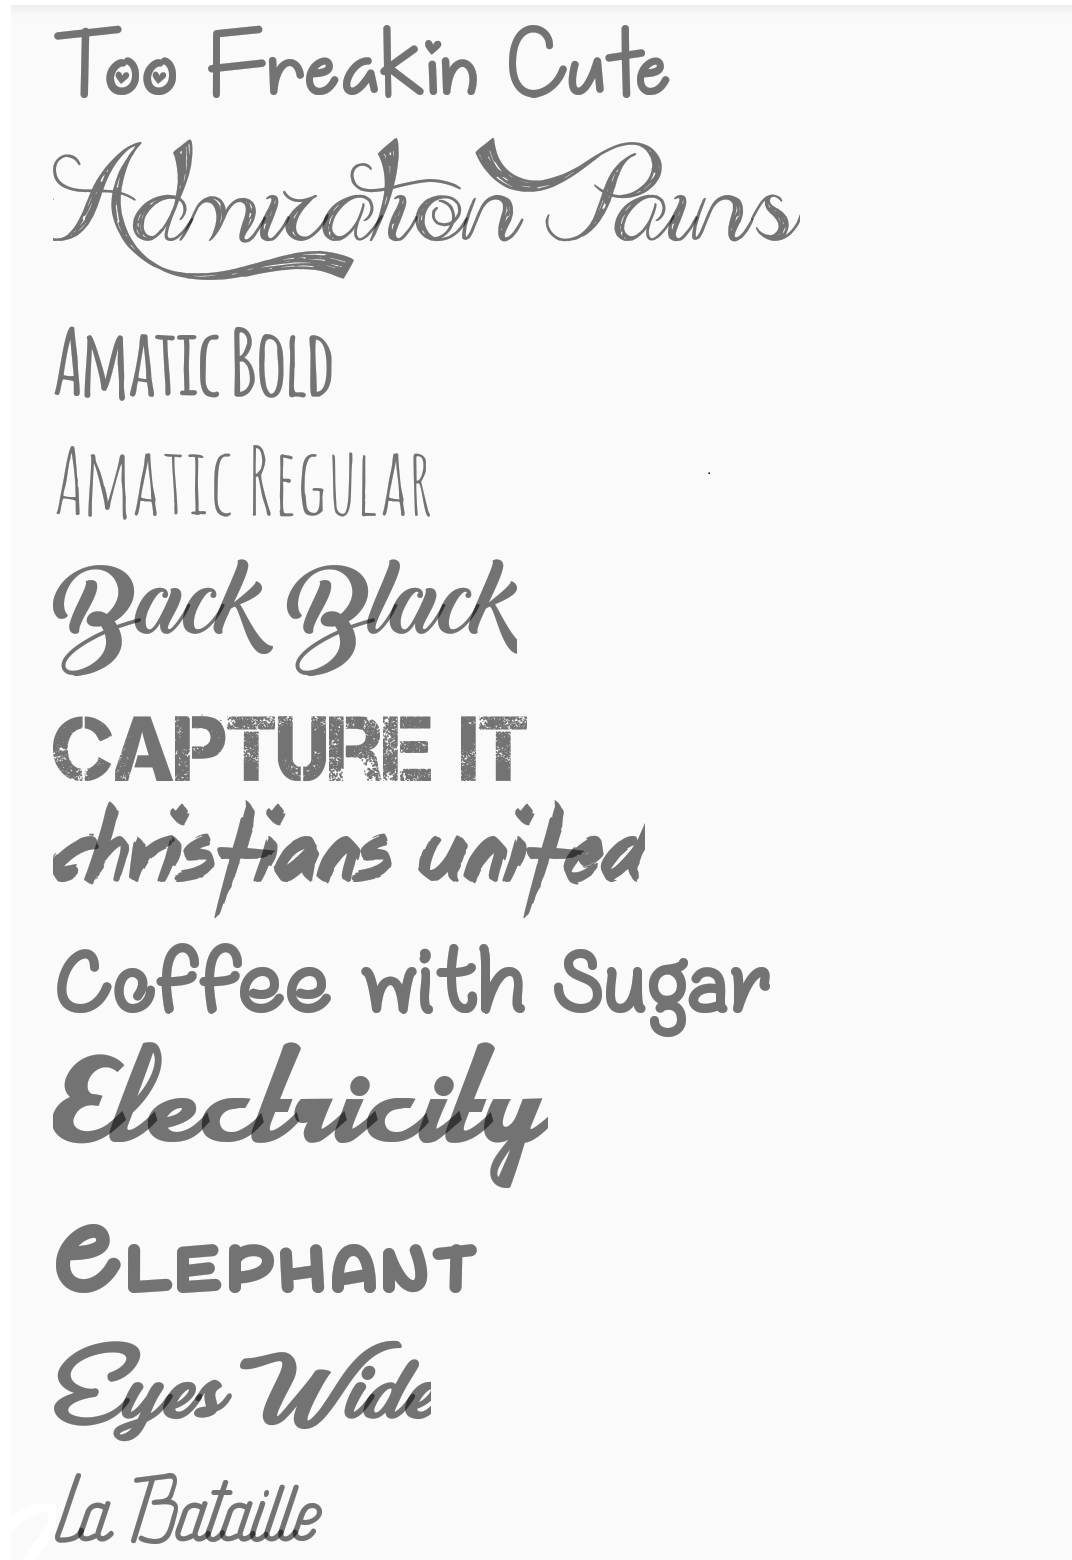 Too Freakin Cute
Admiration Pains
Amatic Bold
Amatic Regular
Back Black
CAPTURE IT
christians united
Coffee with Sugar
Electricity
Elephant
Eyes Wide
La Bataille